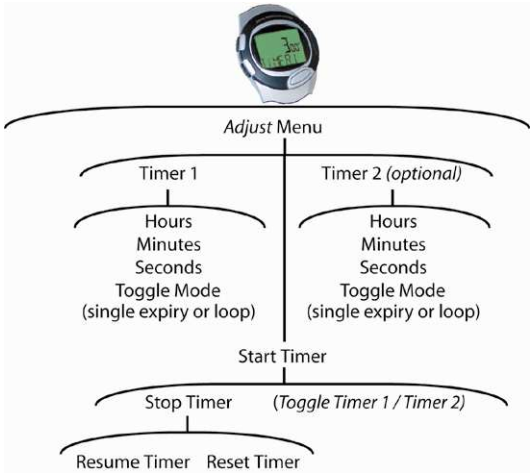 300
TIMER1
Adjust Menu
Timer 1 Timer 2 (optional)
Hours Hours
Minutes Minutes
Seconds Seconds
Toggle Mode Toggle Mode
(single expiry or loop) (single expiry or loop)
Start Timer
Stop Timer (Toggle Timer 1 / Timer 2)
Resume Timer Reset Timer